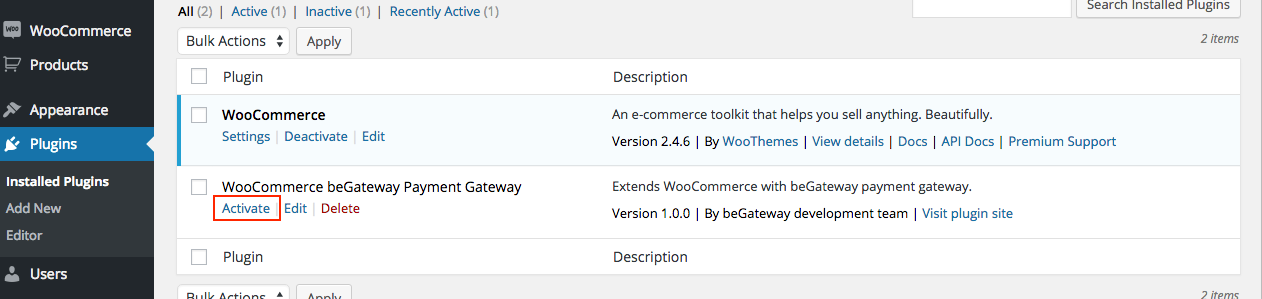 All (2) | Active (1) | Inactive (1) | Recently Active (1)
Search Installed Plugins
Bulk Actions Apply
2 items
WOO WooCommerce
Products
Appearance
Plugins
Installed Plugins
Add New
Editor
Users
Plugin Description
WooCommerce An e-commerce toolkit that helps you sell anything. Beautifully.
Settings | Deactivate | Edit Version 2.4.6 | By WooThemes | View details | Docs | API Docs | Premium Support
WooCommerce beGateway Payment Gateway Extends WooCommerce with beGateway payment gateway.
Activate | Edit | Delete Version 1.0.0 | By beGateway development team | Visit plugin site
Plugin Description
Bulk Actions Apply
2 items